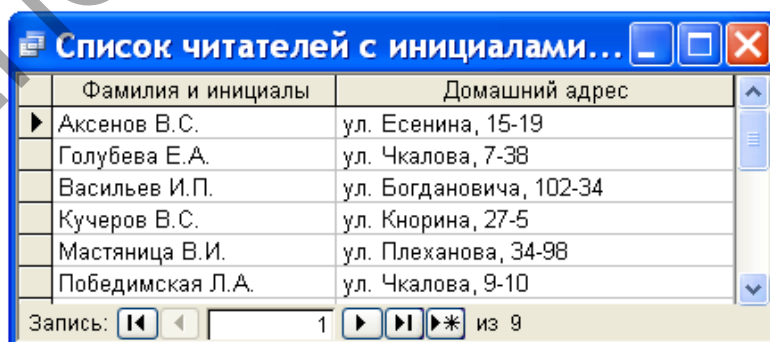 Список читателей с инициалами...
Фамилия и инициалы Домашний адрес
Аксенов В.С. ул. Есенина, 15-19
Голубева Е.А. ул. Чкалова, 7-38
Васильев И.П. ул. Богдановича, 102-34
Кучеров В.С. ул. Кнорина, 27-5
Мастяница В.И. ул. Плеханова, 34-98
Победимская Л.А. ул. Чкалова, 9-10
Запись: 1 из 9